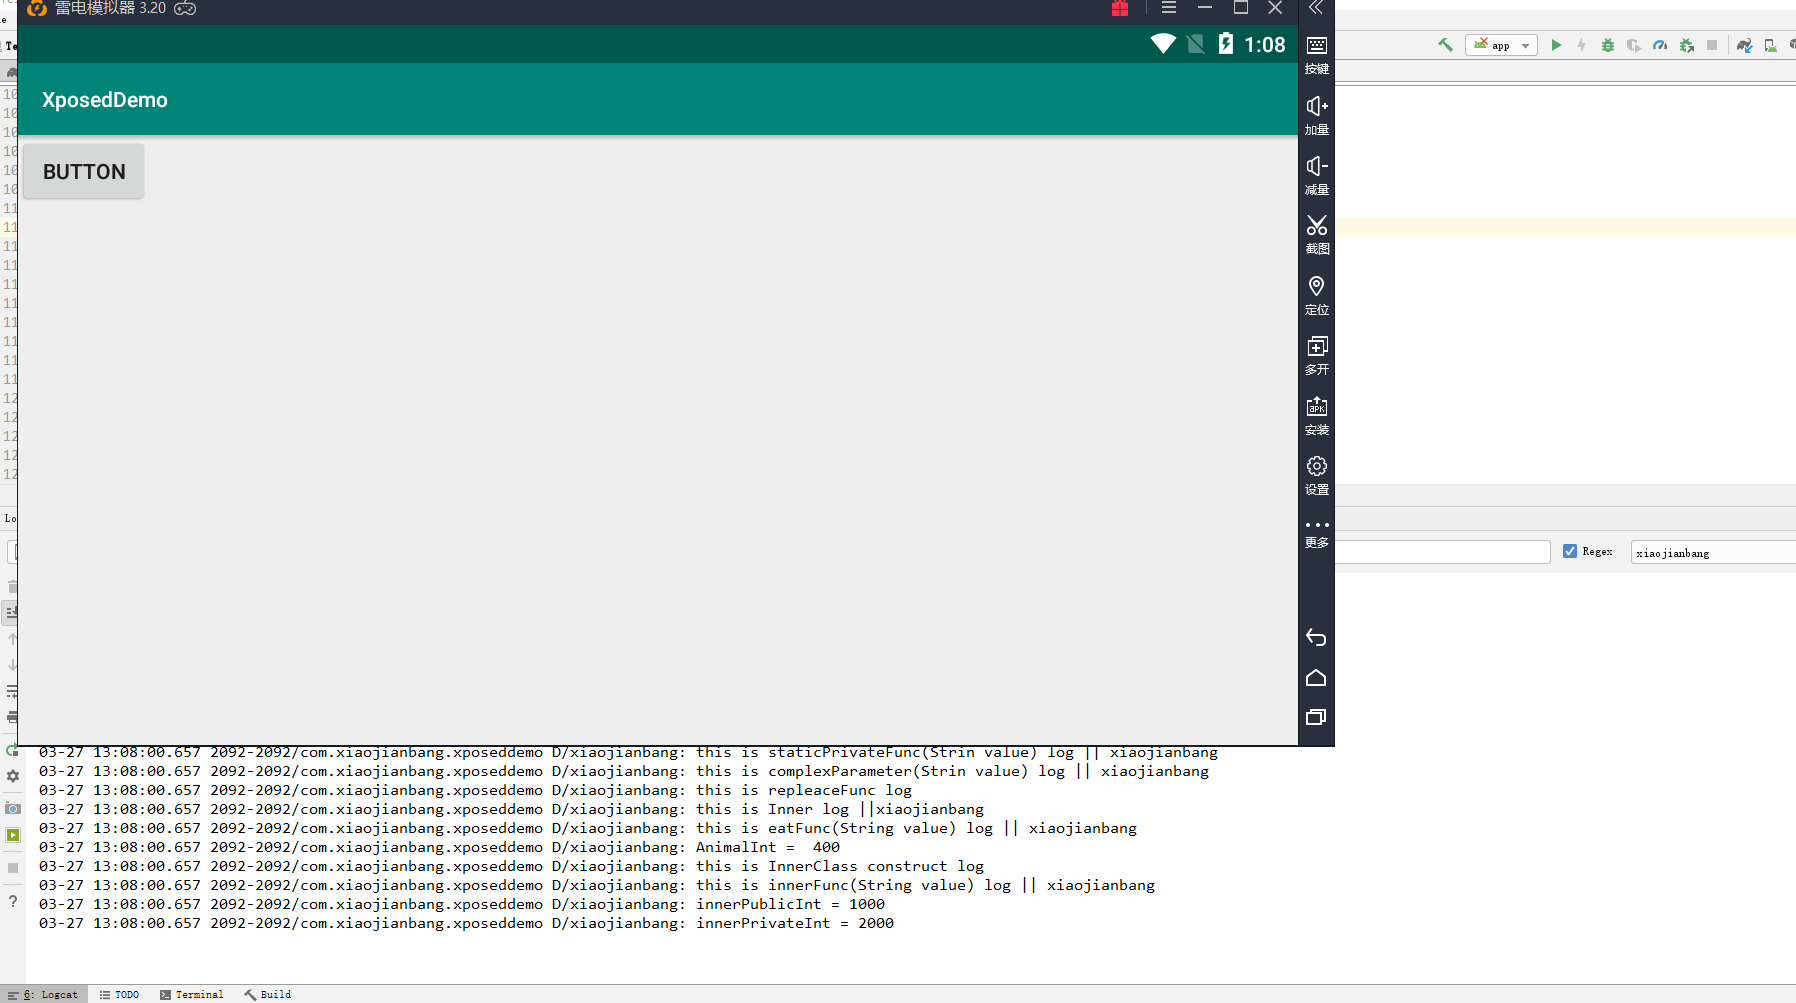 雷电模拟器 3.20
1:08
XposedDemo
BUTTON
按键
加量
减量
截图
定位
多开
APK
安装
设置
更多
app
Regex
xiaojianbang
03-27 13:08:00.657 2092-2092/com.xiaojianbang.xposeddemo D/xiaojianbang: this is staticPrivateFunc(Strin value) log || xiaojianbang
03-27 13:08:00.657 2092-2092/com.xiaojianbang.xposeddemo D/xiaojianbang: this is complexParameter(Strin value) log || xiaojianbang
03-27 13:08:00.657 2092-2092/com.xiaojianbang.xposeddemo D/xiaojianbang: this is repleaceFunc log
03-27 13:08:00.657 2092-2092/com.xiaojianbang.xposeddemo D/xiaojianbang: this is Inner log ||xiaojianbang
03-27 13:08:00.657 2092-2092/com.xiaojianbang.xposeddemo D/xiaojianbang: this is eatFunc(String value) log || xiaojianbang
03-27 13:08:00.657 2092-2092/com.xiaojianbang.xposeddemo D/xiaojianbang: AnimalInt =  400
03-27 13:08:00.657 2092-2092/com.xiaojianbang.xposeddemo D/xiaojianbang: this is InnerClass construct log
03-27 13:08:00.657 2092-2092/com.xiaojianbang.xposeddemo D/xiaojianbang: this is innerFunc(String value) log || xiaojianbang
03-27 13:08:00.657 2092-2092/com.xiaojianbang.xposeddemo D/xiaojianbang: innerPublicInt = 1000
03-27 13:08:00.657 2092-2092/com.xiaojianbang.xposeddemo D/xiaojianbang: innerPrivateInt = 2000
6: Logcat TODO Terminal Build